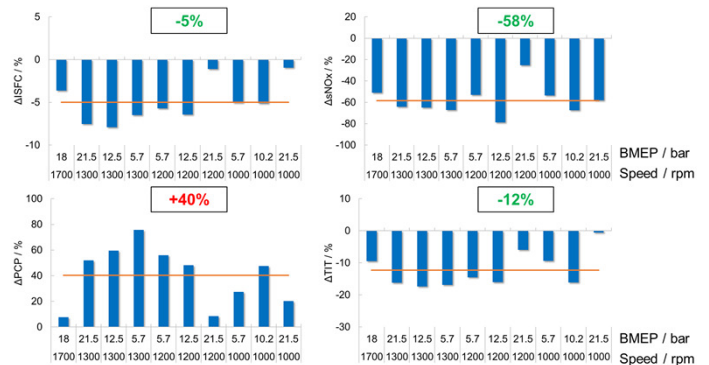 -5%
-58%
ΔISFC / %
5
0
-5
-10
ΔsNOx / %
20
0
-20
-40
-60
-80
-100
18 21.5 12.5 5.7 5.7 12.5 21.5 5.7 10.2 21.5
1700 1300 1300 1300 1200 1200 1200 1000 1000 1000
18 21.5 12.5 5.7 5.7 12.5 21.5 5.7 10.2 21.5 BMEP / bar
1700 1300 1300 1300 1200 1200 1200 1000 1000 1000 Speed / rpm
+40%
-12%
ΔPCP / %
100
80
60
40
20
0
ΔTIT / %
10
0
-10
-20
-30
18 21.5 12.5 5.7 5.7 12.5 21.5 5.7 10.2 21.5
1700 1300 1300 1300 1200 1200 1200 1000 1000 1000
18 21.5 12.5 5.7 5.7 12.5 21.5 5.7 10.2 21.5 BMEP / bar
1700 1300 1300 1300 1200 1200 1200 1000 1000 1000 Speed / rpm